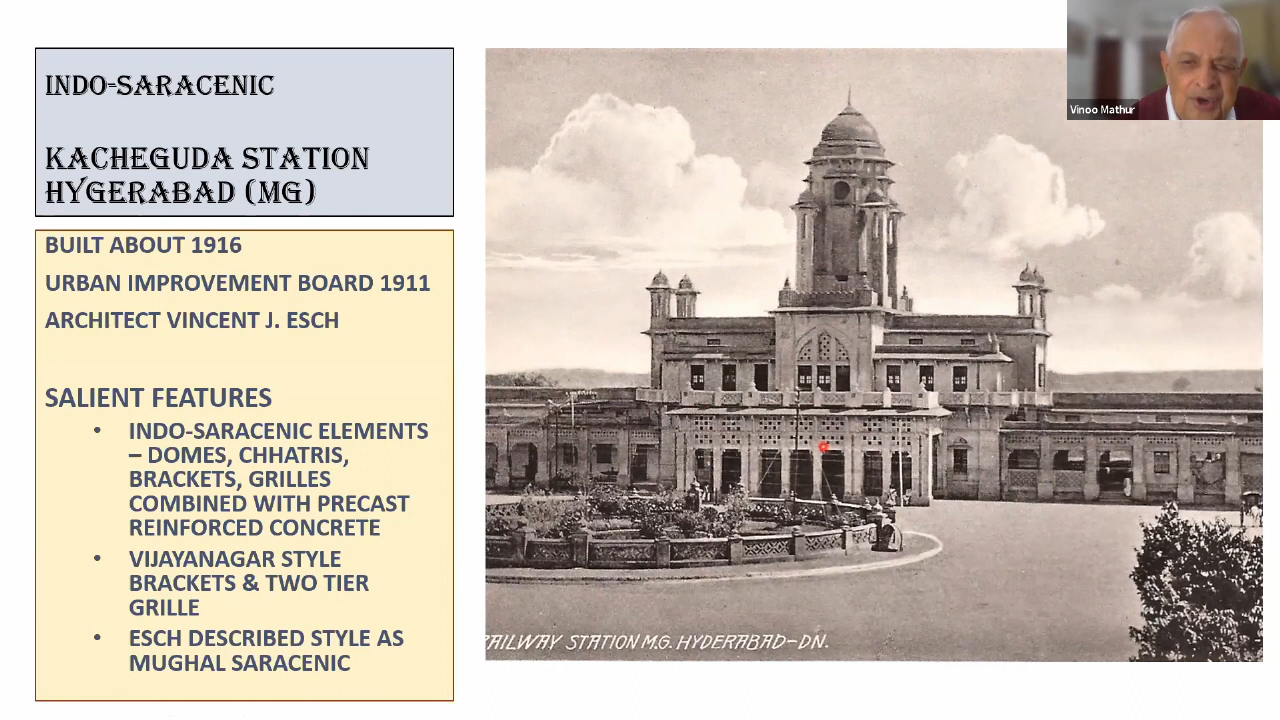 INDO-SARACENIC
KACHEGUDA STATION
HYGERABAD (MG)
BUILT ABOUT 1916
URBAN IMPROVEMENT BOARD 1911
ARCHITECT VINCENT J. ESCH
SALIENT FEATURES
• INDO-SARACENIC ELEMENTS
– DOMES, CHHATRIS,
BRACKETS, GRILLES
COMBINED WITH PRECAST
REINFORCED CONCRETE
• VIJAYANAGAR STYLE
BRACKETS & TWO TIER
GRILLE
• ESCH DESCRIBED STYLE AS
MUGHAL SARACENIC
RAILWAY STATION M.G. HYDERABAD-DN.
Vinoo Mathur